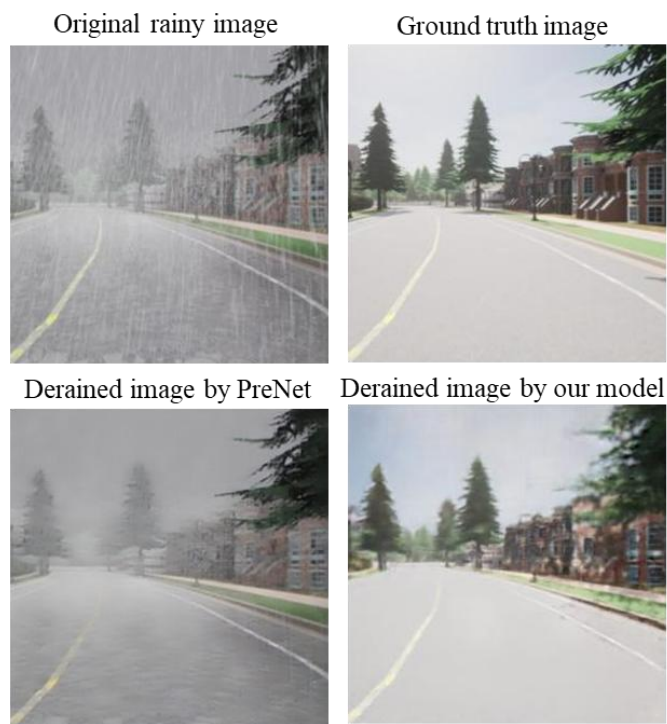 Original rainy image
Ground truth image
Derained image by PreNet
Derained image by our model